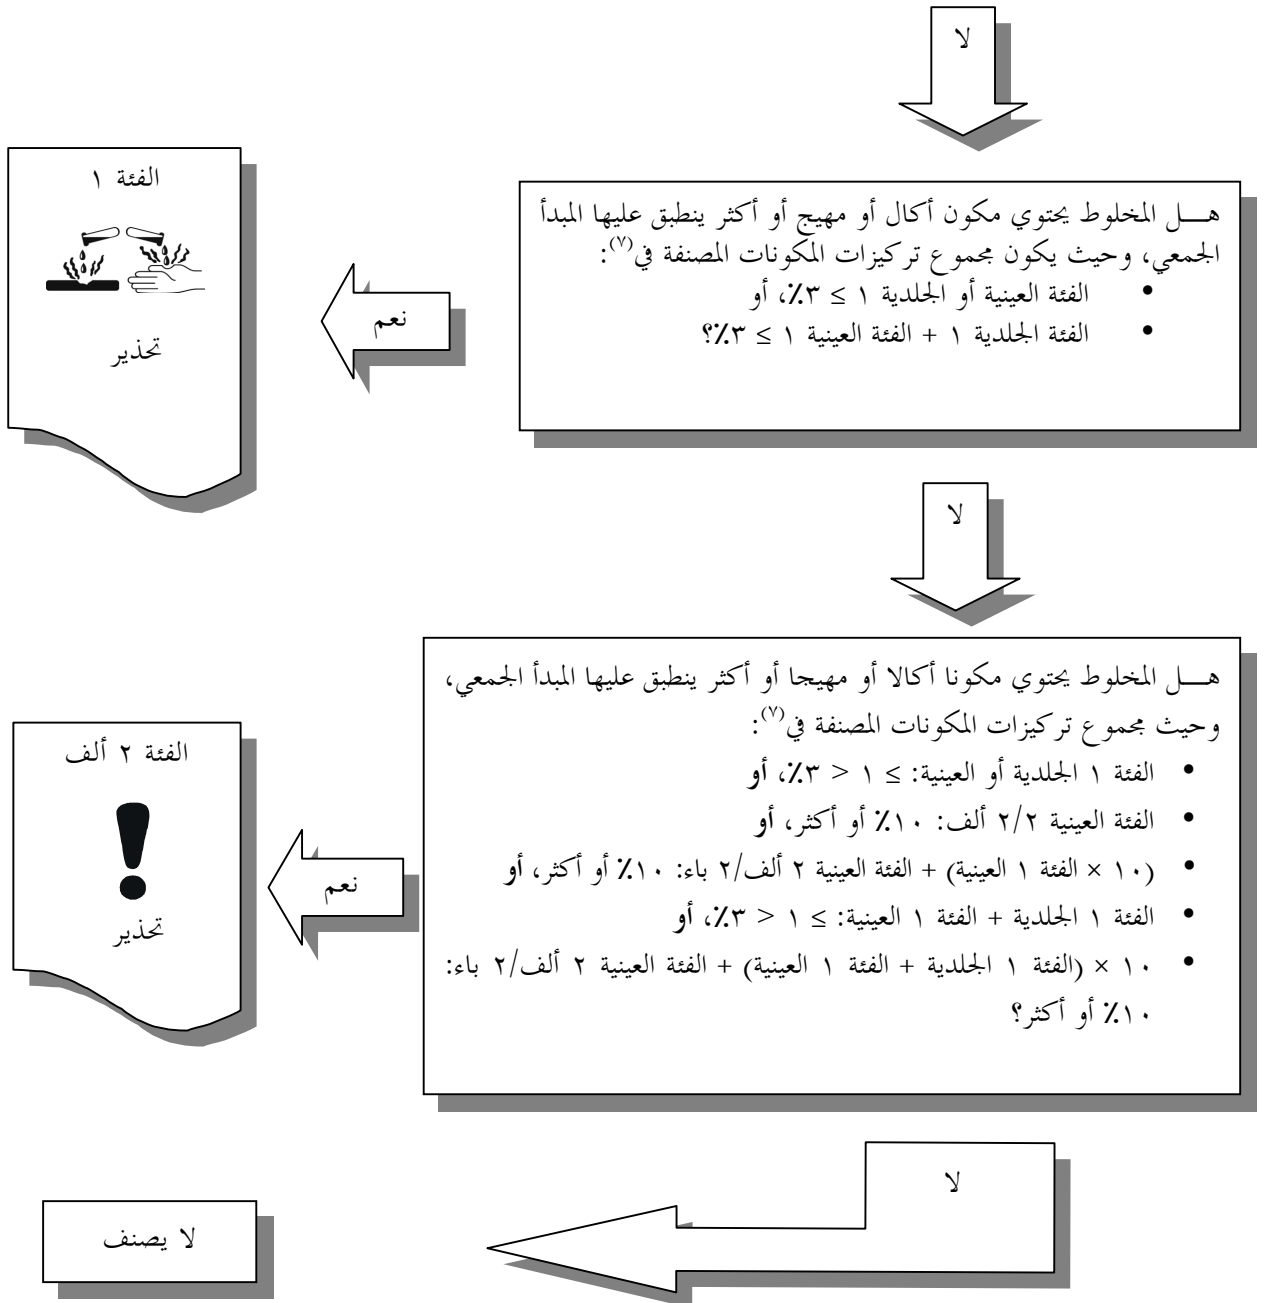 لا
هـــل المخلوط يحتوي مكون أكال أو مهيج أو أكثر ينطبق عليها المبدأ
الجمعي، وحيث يكون مجموع تركيزات المكونات المصنفة في(٧):
• الفئة العينية أو الجلدية ١ ≤ ٣٪، أو
• الفئة الجلدية ١ + الفئة العينية ١ ≤ ٣٪؟
نعم
الفئة ١
تحذير
لا
هـــل المخلوط يحتوي مكونا أكالا أو مهيجا أو أكثر ينطبق عليها المبدأ الجمعي،
وحيث مجموع تركيزات المكونات المصنفة في(٧):
• الفئة ١ الجلدية أو العينية: ≤ ١ < ٣٪، أو
• الفئة العينية ٢/٢ ألف: ١٠٪ أو أكثر، أو
• (١٠ × الفئة ١ العينية) + الفئة العينية ٢ ألف/٢ باء: ١٠٪ أو أكثر، أو
• الفئة ١ الجلدية + الفئة ١ العينية: ≤ ١ < ٣٪، أو
• ١٠ × (الفئة ١ الجلدية + الفئة ١ العينية) + الفئة العينية ٢ ألف/٢ باء:
١٠٪ أو أكثر؟
نعم
الفئة ٢ ألف
!
تحذير
لا
لا يصنف